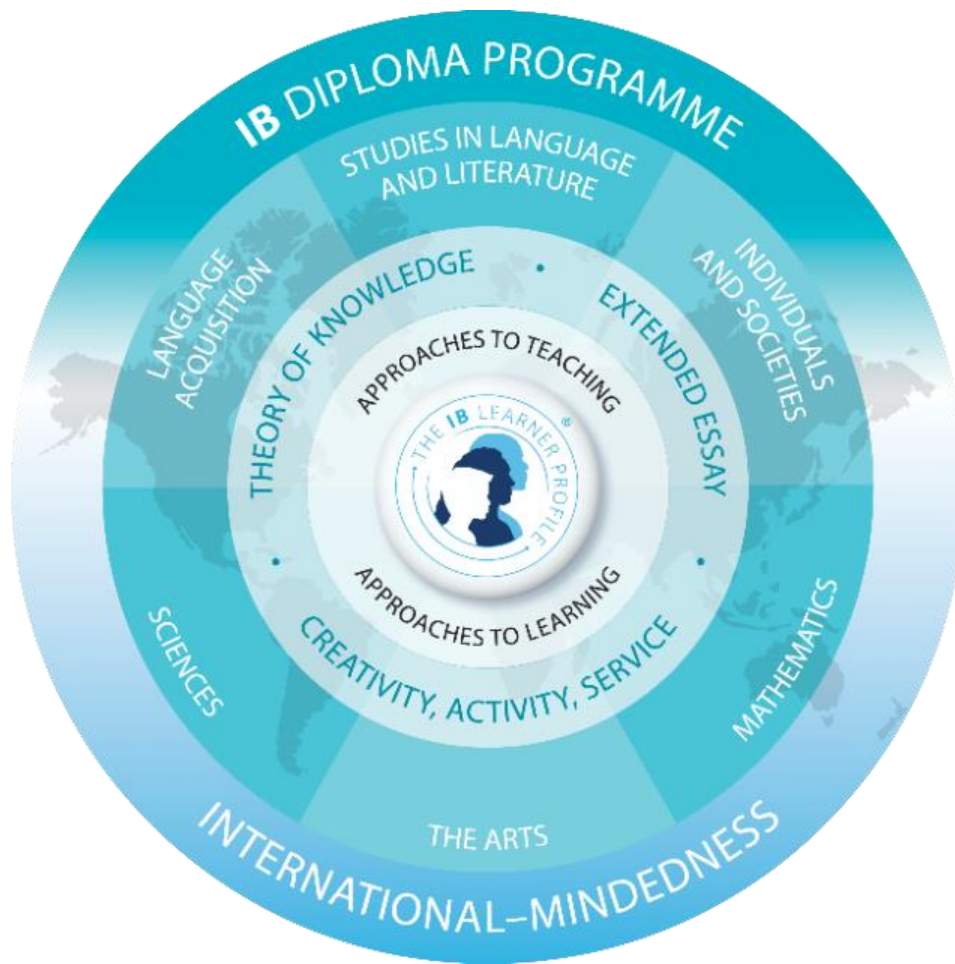 IB DIPLOMA PROGRAMME
STUDIES IN LANGUAGE
AND LITERATURE
LANGUAGE
ACQUISITION
INDIVIDUALS
AND SOCIETIES
THEORY OF KNOWLEDGE
•
EXTENDED ESSAY
•
APPROACHES TO TEACHING
THE IB LEARNER PROFILE®
APPROACHES TO LEARNING
•
CREATIVITY, ACTIVITY, SERVICE
SCIENCES
MATHEMATICS
THE ARTS
INTERNATIONAL–MINDEDNESS